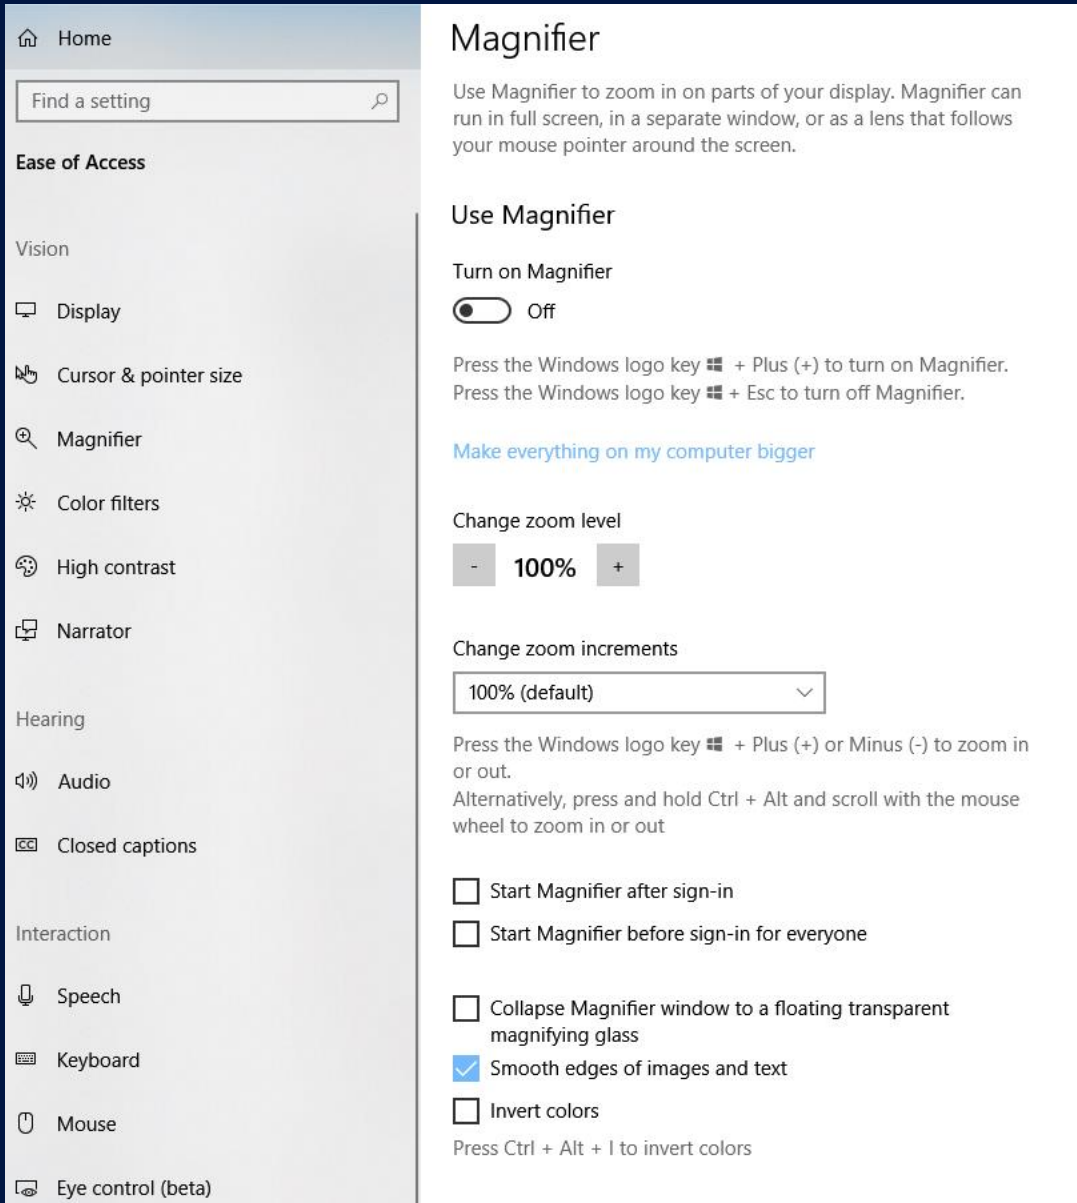 Home
Find a setting
Ease of Access
Vision
Display
Cursor & pointer size
Magnifier
Color filters
High contrast
Narrator
Hearing
Audio
CC
Closed captions
Interaction
Speech
Keyboard
Mouse
Eye control (beta)
Magnifier
Use Magnifier to zoom in on parts of your display. Magnifier can
run in full screen, in a separate window, or as a lens that follows
your mouse pointer around the screen.
Use Magnifier
Turn on Magnifier
Off
Press the Windows logo key + Plus (+) to turn on Magnifier.
Press the Windows logo key + Esc to turn off Magnifier.
Make everything on my computer bigger
Change zoom level
- 100% +
Change zoom increments
100% (default)
Press the Windows logo key + Plus (+) or Minus (-) to zoom in
or out.
Alternatively, press and hold Ctrl + Alt and scroll with the mouse
wheel to zoom in or out
Start Magnifier after sign-in
Start Magnifier before sign-in for everyone
Collapse Magnifier window to a floating transparent
magnifying glass
Smooth edges of images and text
Invert colors
Press Ctrl + Alt + I to invert colors